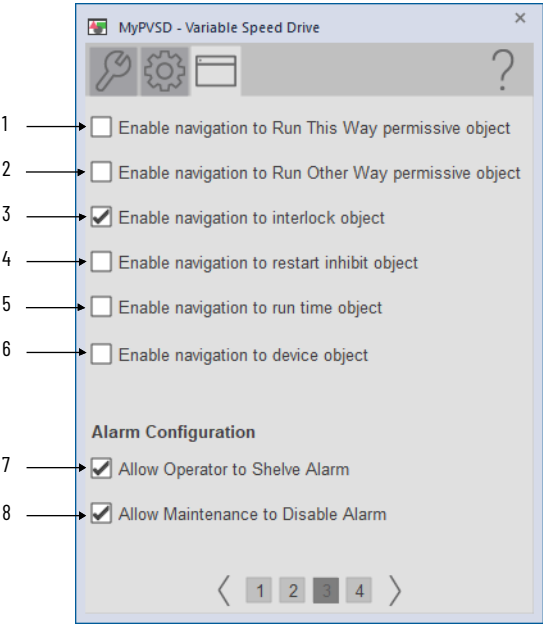 MyPVSD - Variable Speed Drive
?
1 Enable navigation to Run This Way permissive object
2 Enable navigation to Run Other Way permissive object
3 Enable navigation to interlock object
4 Enable navigation to restart inhibit object
5 Enable navigation to run time object
6 Enable navigation to device object
Alarm Configuration
7 Allow Operator to Shelve Alarm
8 Allow Maintenance to Disable Alarm
1 2 3 4